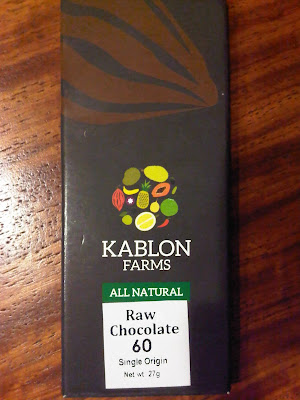 KABLON
FARMS
ALL NATURAL
Raw
Chocolate
60
Single Origin
Net wt. 27g